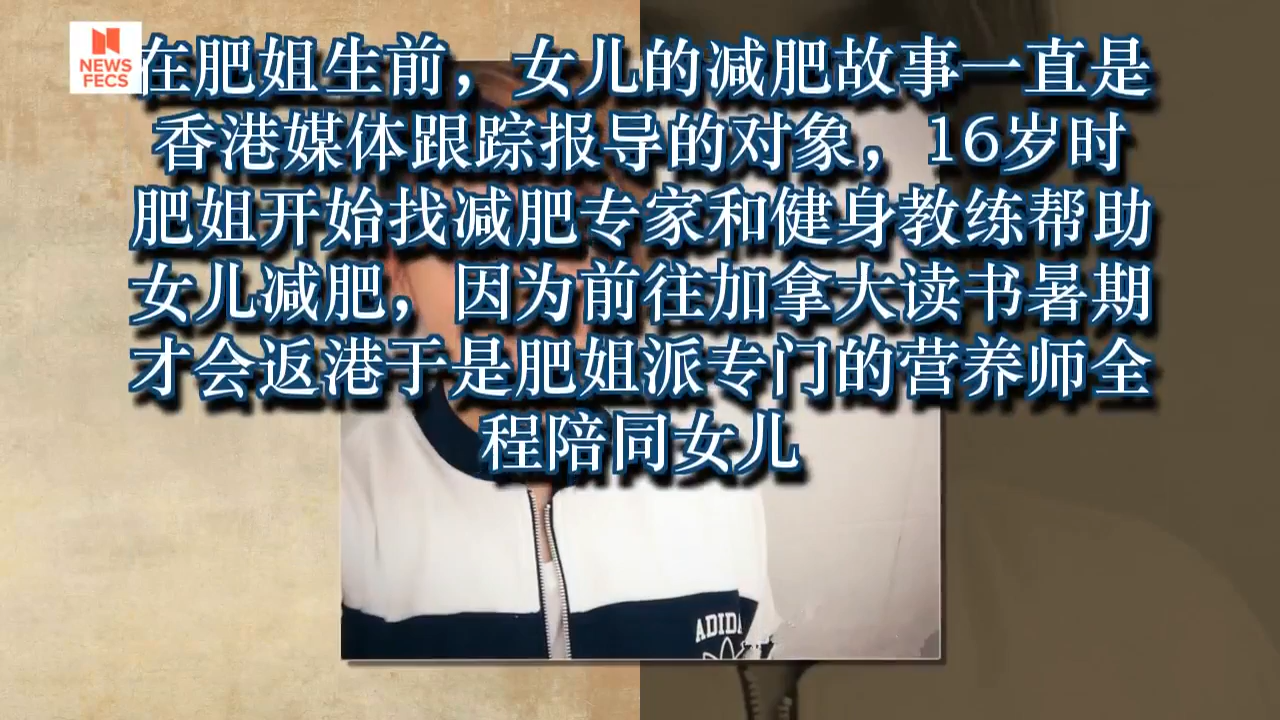 NEWS
FECS
在肥姐生前，女儿的减肥故事一直是
香港媒体跟踪报导的对象，16岁时
肥姐开始找减肥专家和健身教练帮助
女儿减肥，因为前往加拿大读书暑期
才会返港于是肥姐派专门的营养师全
程陪同女儿
ADIDA